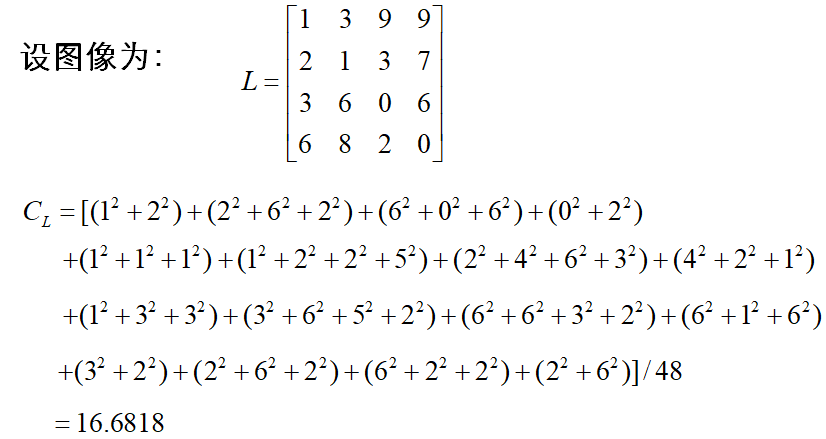 设图像为:
L = [1 3 9 9
2 1 3 7
3 6 0 6
6 8 2 0]
C_L = [(1² + 2²) + (2² + 6² + 2²) + (6² + 0² + 6²) + (0² + 2²)
+(1² + 1² + 1²) + (1² + 2² + 2² + 5²) + (2² + 4² + 6² + 3²) + (4² + 2² + 1²)
+(1² + 3² + 3²) + (3² + 6² + 5² + 2²) + (6² + 6² + 3² + 2²) + (6² + 1² + 6²)
+(3² + 2²) + (2² + 6² + 2²) + (6² + 2² + 2²) + (2² + 6²)] / 48
= 16.6818